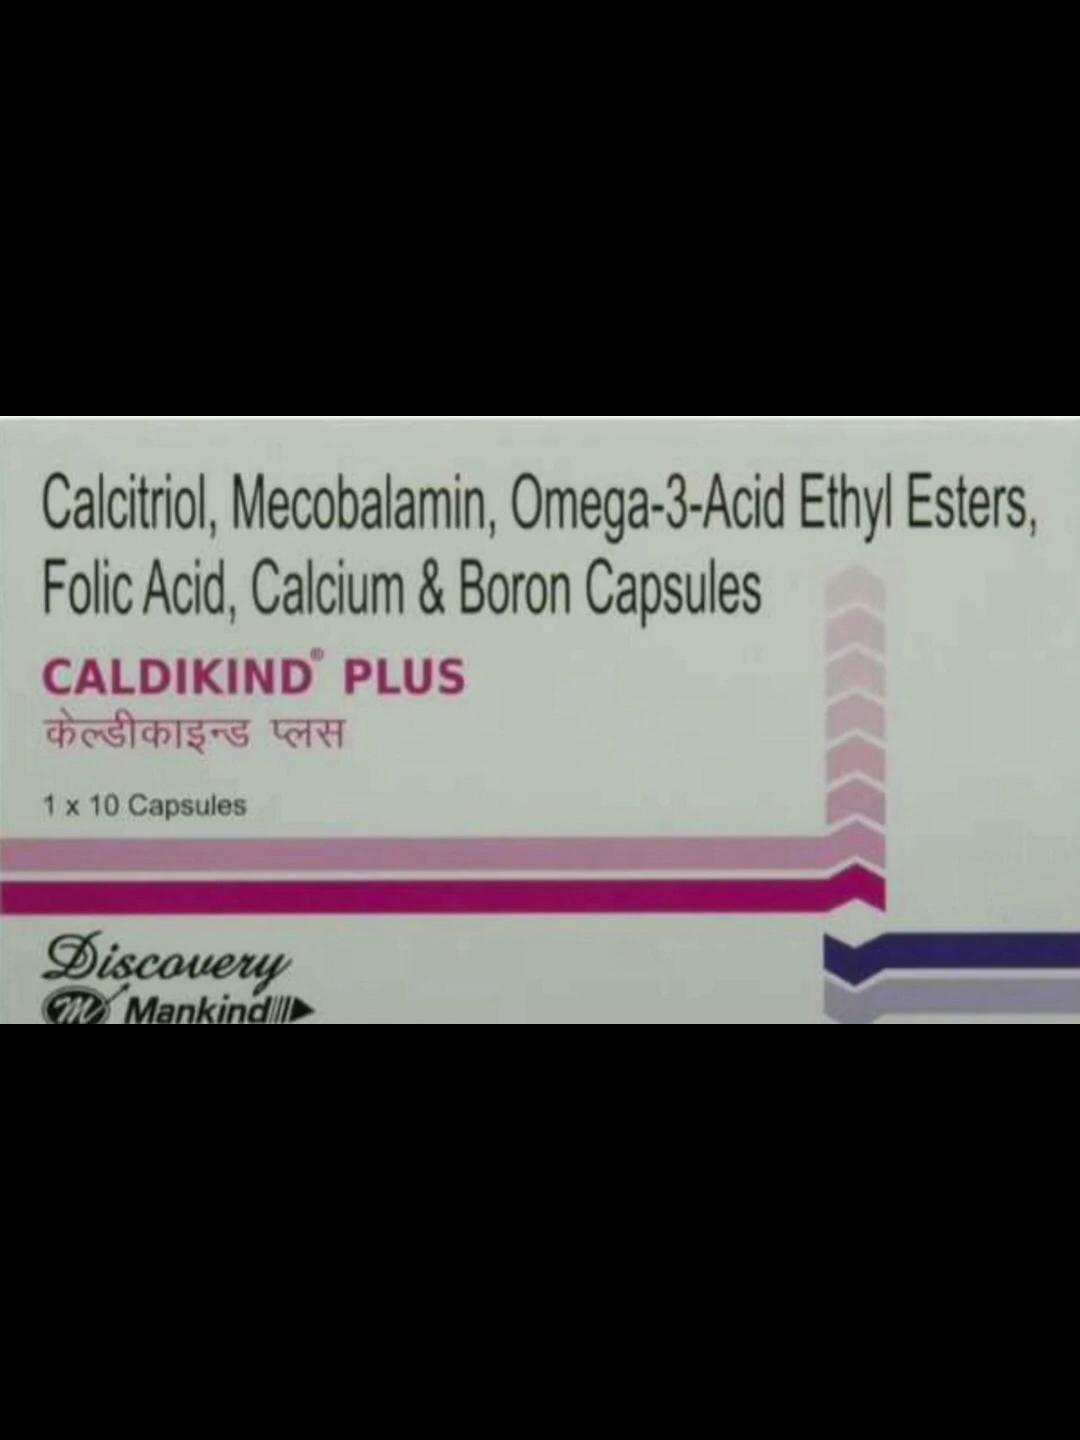 Calcitriol, Mecobalamin, Omega-3-Acid Ethyl Esters,
Folic Acid, Calcium & Boron Capsules
CALDIKIND® PLUS
केल्डीकाइन्ड प्लस
1 x 10 Capsules
Discovery
M Mankind